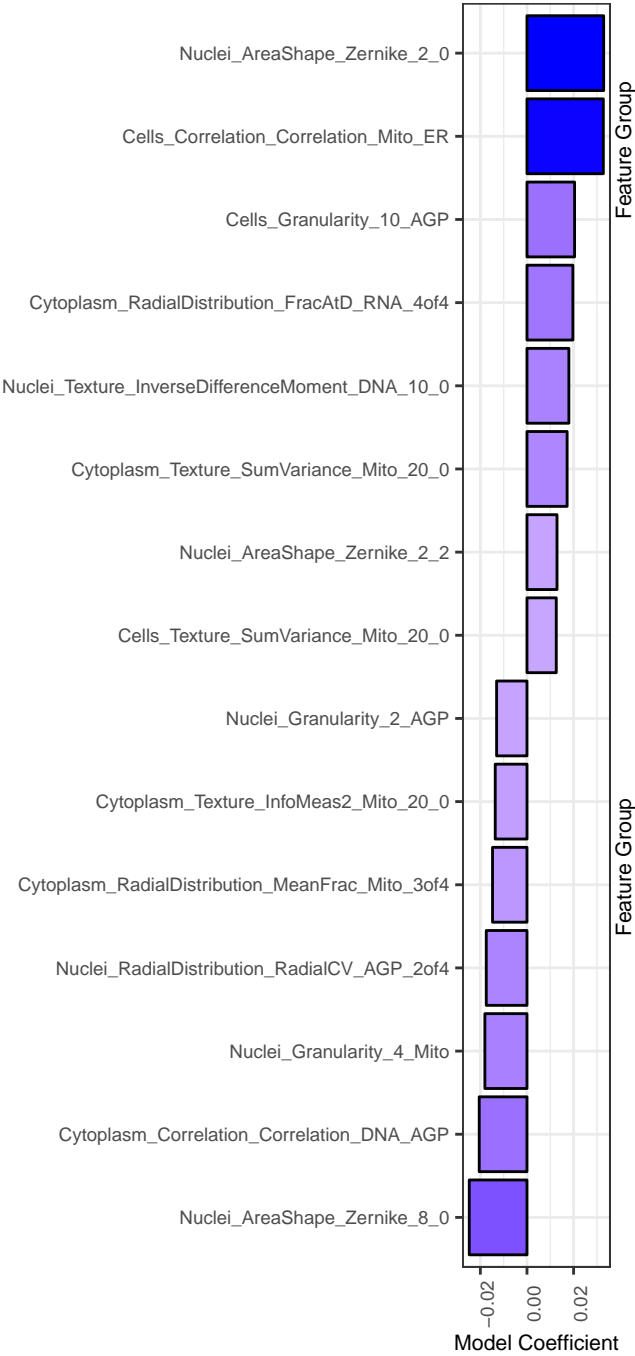 Nuclei_AreaShape_Zernike_2_0
Cells_Correlation_Correlation_Mito_ER
Cells_Granularity_10_AGP
Cytoplasm_RadialDistribution_FracAtD_RNA_4of4
Nuclei_Texture_InverseDifferenceMoment_DNA_10_0
Cytoplasm_Texture_SumVariance_Mito_20_0
Nuclei_AreaShape_Zernike_2_2
Cells_Texture_SumVariance_Mito_20_0
Nuclei_Granularity_2_AGP
Cytoplasm_Texture_InfoMeas2_Mito_20_0
Cytoplasm_RadialDistribution_MeanFrac_Mito_3of4
Nuclei_RadialDistribution_RadialCV_AGP_2of4
Nuclei_Granularity_4_Mito
Cytoplasm_Correlation_Correlation_DNA_AGP
Nuclei_AreaShape_Zernike_8_0
Feature Group
Feature Group
−0.02
0.00
0.02
Model Coefficient